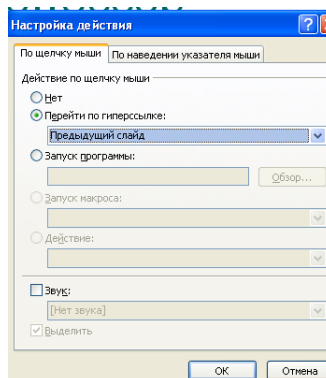 Настройка действия
По щелчку мыши По наведении указателя мыши
Действие по щелчку мыши
Нет
Перейти по гиперссылке:
Предыдущий слайд
Запуск программы:
Обзор...
Запуск макроса:
Действие:
Звук:
[Нет звука]
Выделить
ОК Отмена